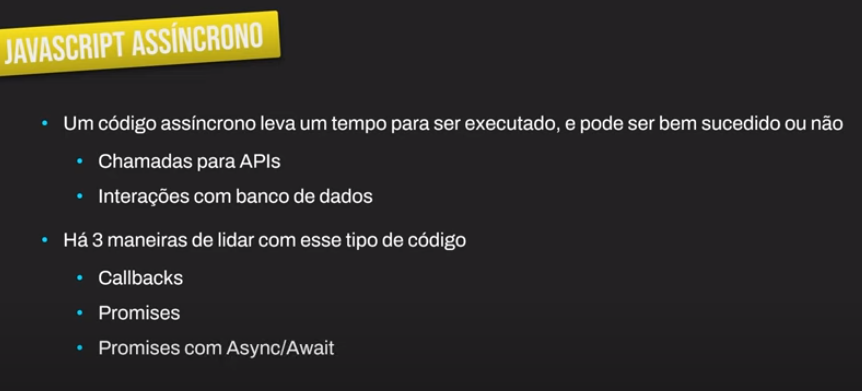 JAVASCRIPT ASSÍNCRONO
• Um código assíncrono leva um tempo para ser executado, e pode ser bem sucedido ou não
• Chamadas para APIs
• Interações com banco de dados
• Há 3 maneiras de lidar com esse tipo de código
• Callbacks
• Promises
• Promises com Async/Await